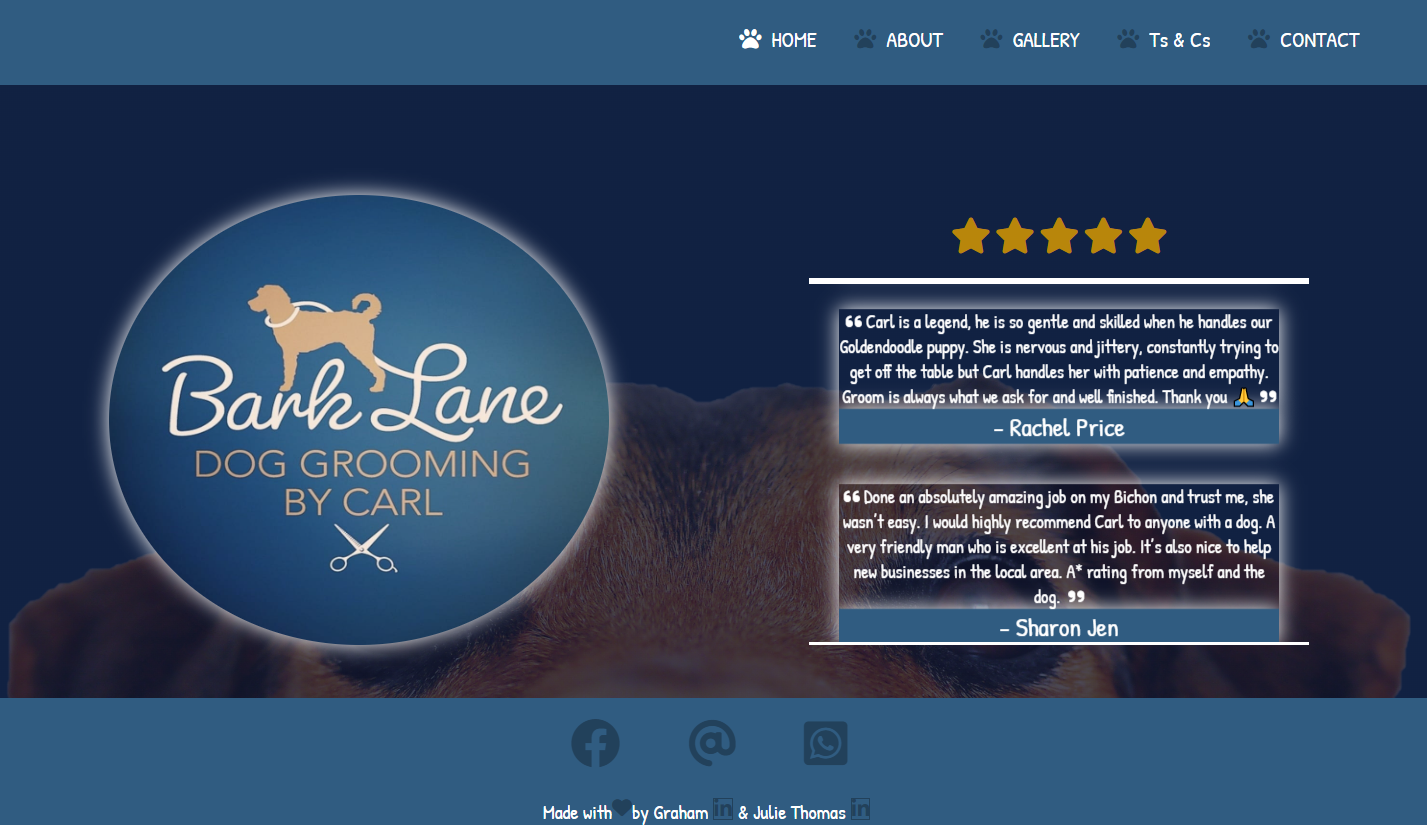 HOME ABOUT GALLERY Ts & Cs CONTACT
Bark Lane
DOG GROOMING
BY CARL
❝ Carl is a legend, he is so gentle and skilled when he handles our
Goldendoodle puppy. She is nervous and jittery, constantly trying to
get off the table but Carl handles her with patience and empathy.
Groom is always what we ask for and well finished. Thank you 🙏 ❞
- Rachel Price
❝ Done an absolutely amazing job on my Bichon and trust me, she
wasn't easy. I would highly recommend Carl to anyone with a dog. A
very friendly man who is excellent at his job. It's also nice to help
new businesses in the local area. A* rating from myself and the
dog. ❞
- Sharon Jen
Made with by Graham in & Julie Thomas in